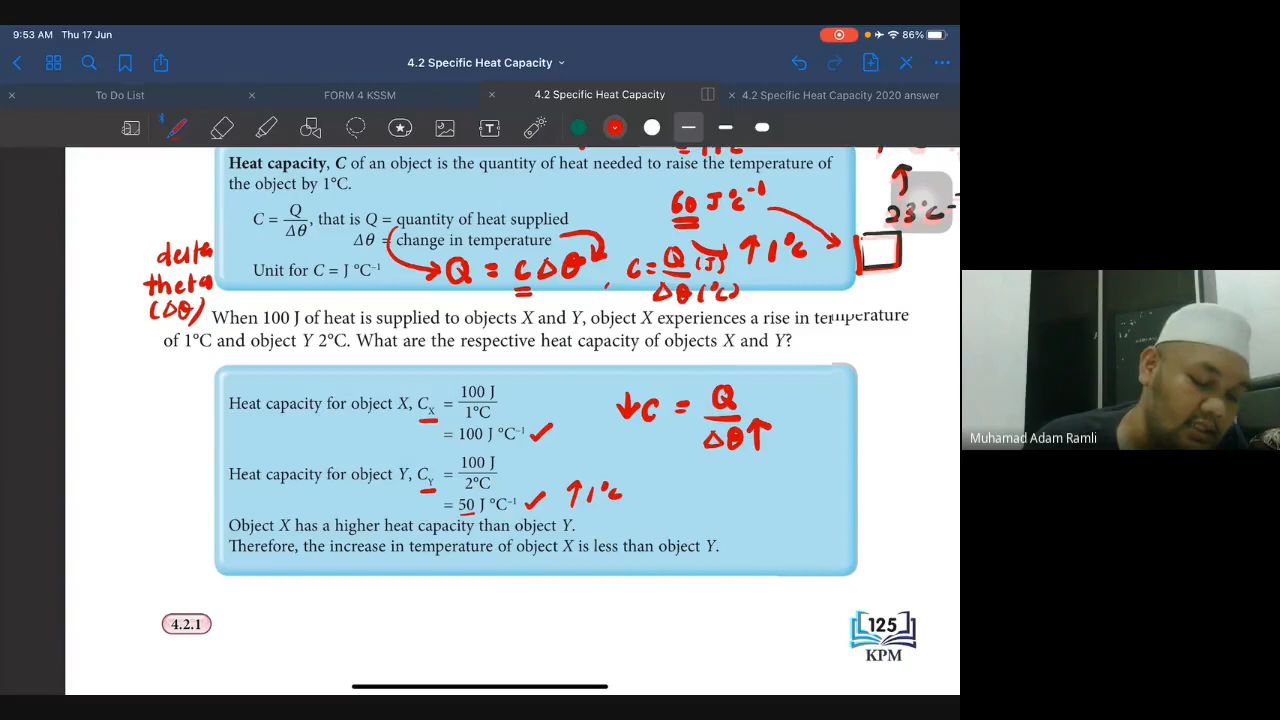 9:53 AM Thu 17 Jun
86%
4.2 Specific Heat Capacity
To Do List
FORM 4 KSSM
4.2 Specific Heat Capacity
4.2 Specific Heat Capacity 2020 answer
Heat capacity, C of an object is the quantity of heat needed to raise the temperature of
the object by 1°C.
60 J°C⁻¹
23°C
C = Q/Δθ, that is Q = quantity of heat supplied
Δθ = change in temperature
↑ 1°C
Unit for C = J °C⁻¹
Q = CΔθ
C = Q (J) / Δθ (°C)
delta
theta
(Δθ)
When 100 J of heat is supplied to objects X and Y, object X experiences a rise in temperature
of 1°C and object Y 2°C. What are the respective heat capacity of objects X and Y?
Heat capacity for object X, Cₓ = 100 J / 1°C
= 100 J °C⁻¹ ✓
↓C = Q / Δθ↑
Heat capacity for object Y, Cᵧ = 100 J / 2°C
= 50 J °C⁻¹ ✓ ↑1°C
Object X has a higher heat capacity than object Y.
Therefore, the increase in temperature of object X is less than object Y.
4.2.1
125
KPM
Muhamad Adam Ramli